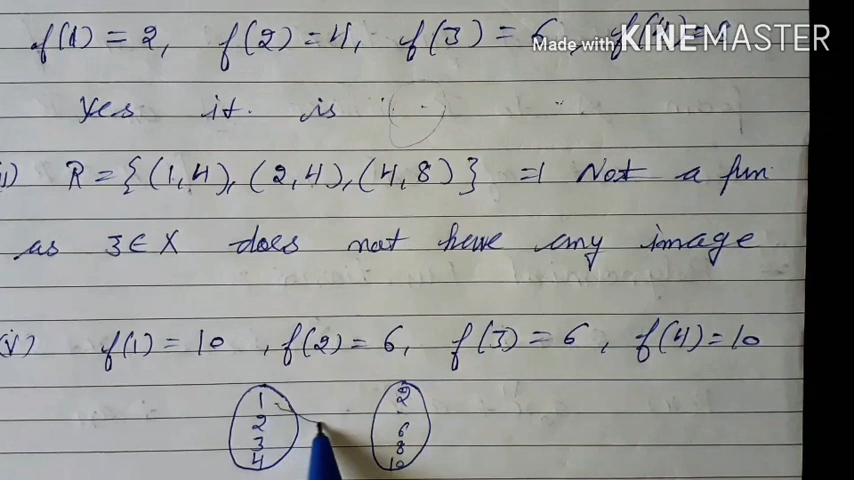 f(1) = 2, f(2) = 4, f(3) = 6, f(4) =
Made with KINEMASTER
Yes it is
R = {(1,4), (2,4), (4,8)} =) Not a fun
as 3 ∈ X does not have any image
(v) f(1) = 10, f(2) = 6, f(3) = 6, f(4) = 10
1
2 6
3 8
4 10